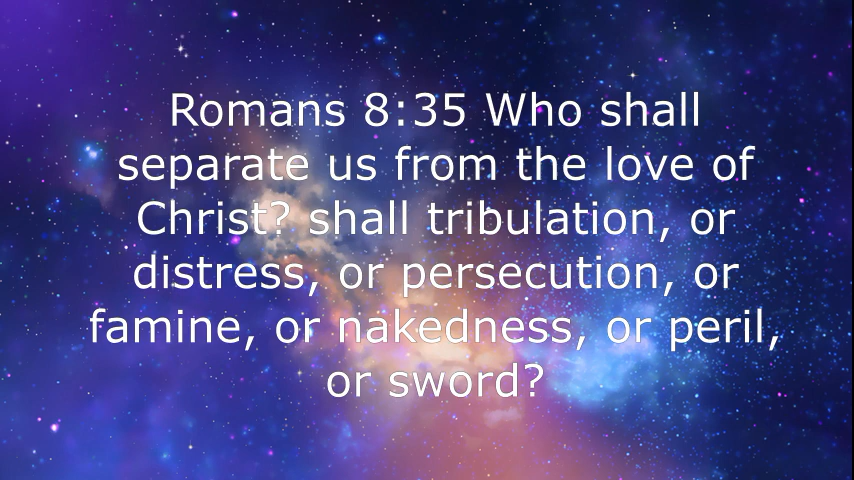 Romans 8:35 Who shall
separate us from the love of
Christ? shall tribulation, or
distress, or persecution, or
famine, or nakedness, or peril,
or sword?